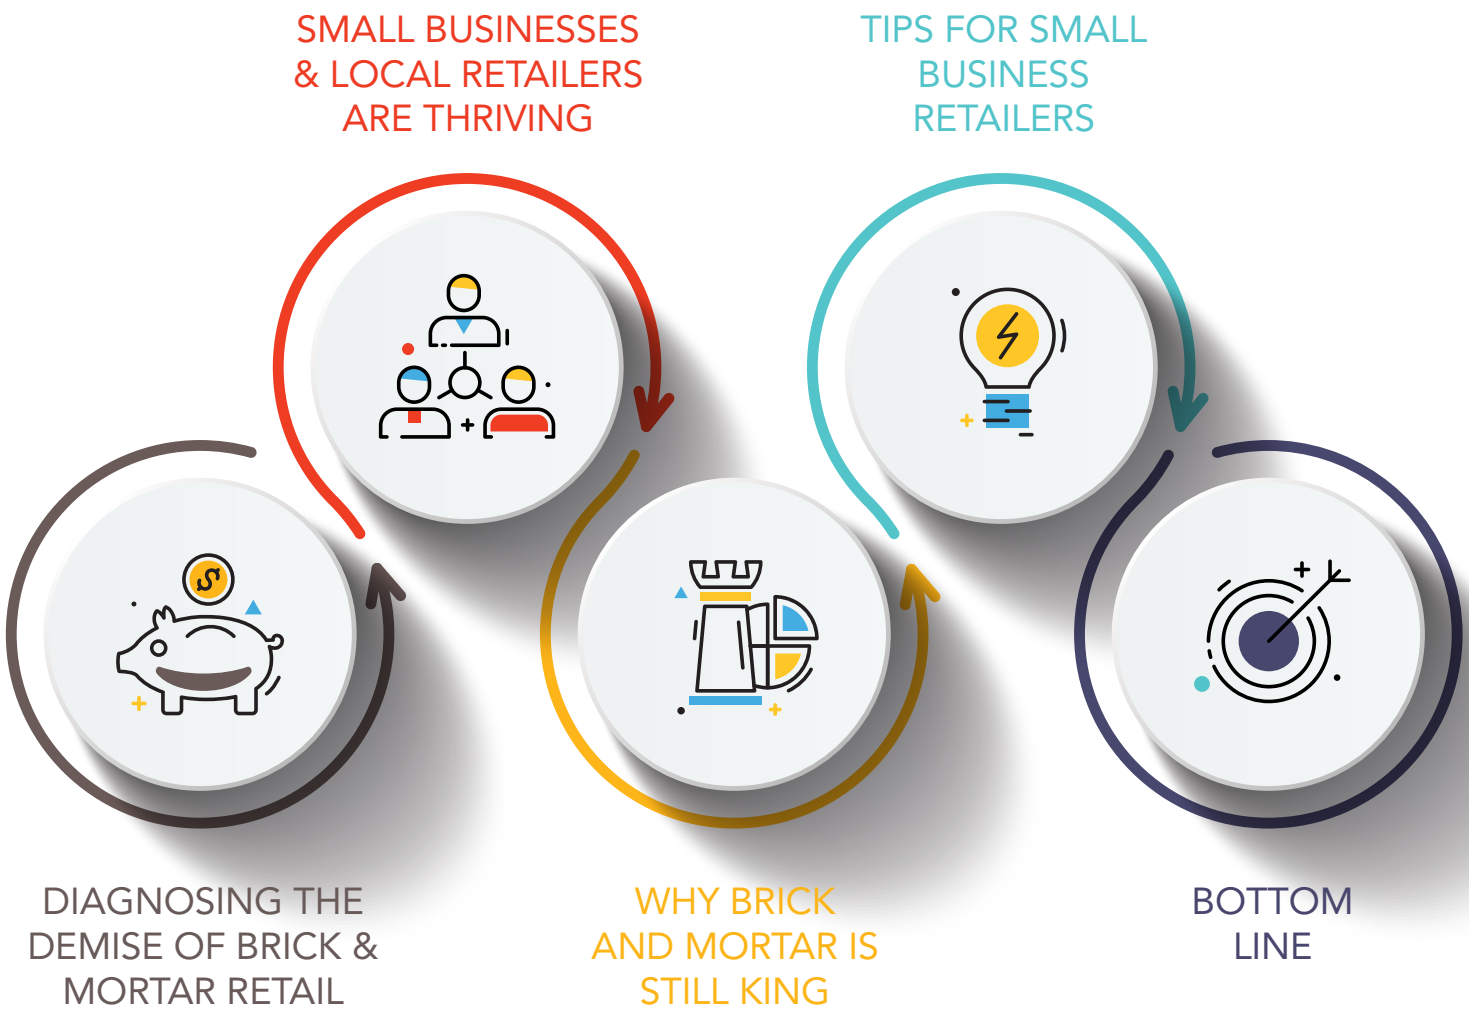 SMALL BUSINESSES
& LOCAL RETAILERS
ARE THRIVING
TIPS FOR SMALL
BUSINESS
RETAILERS
$
DIAGNOSING THE
DEMISE OF BRICK &
MORTAR RETAIL
WHY BRICK
AND MORTAR IS
STILL KING
BOTTOM
LINE